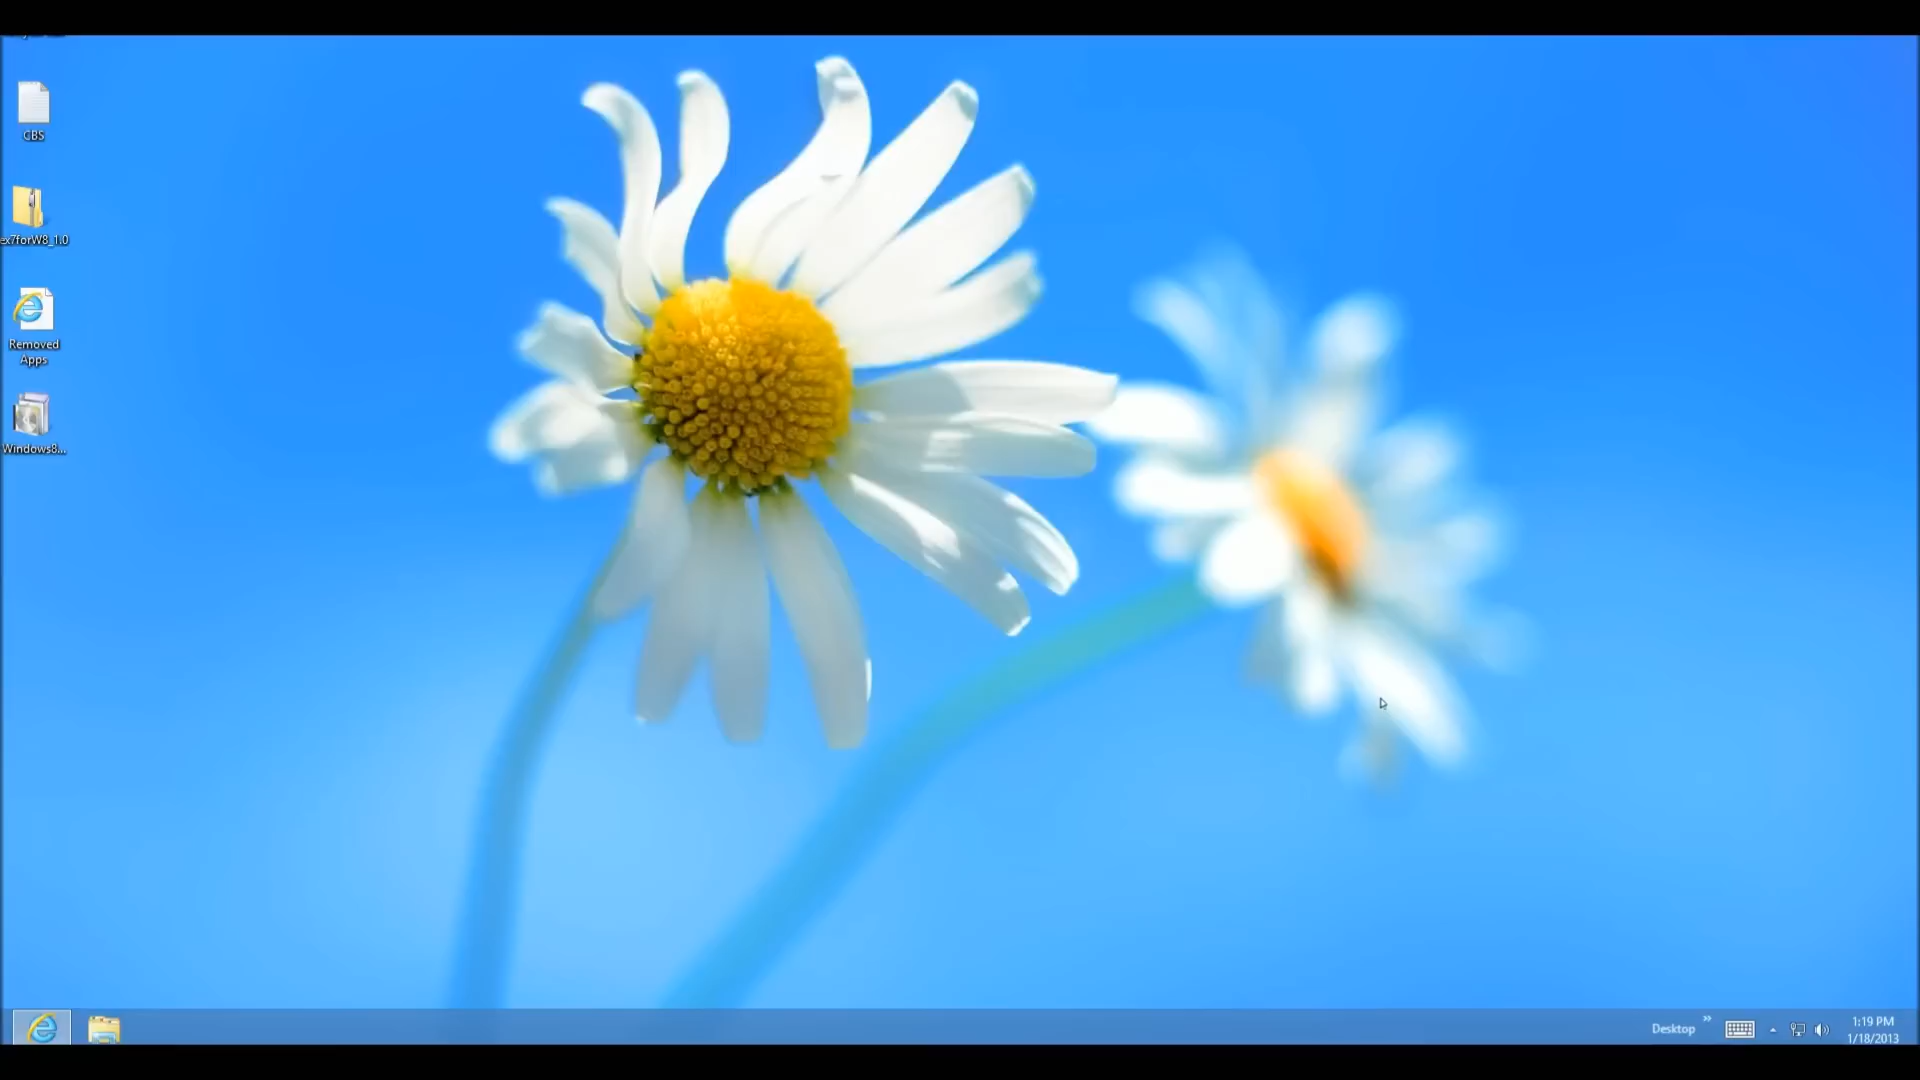 CBS
ex7forW8_1.0
Removed
Apps
Windows8...
Desktop
1:19 PM
1/18/2013